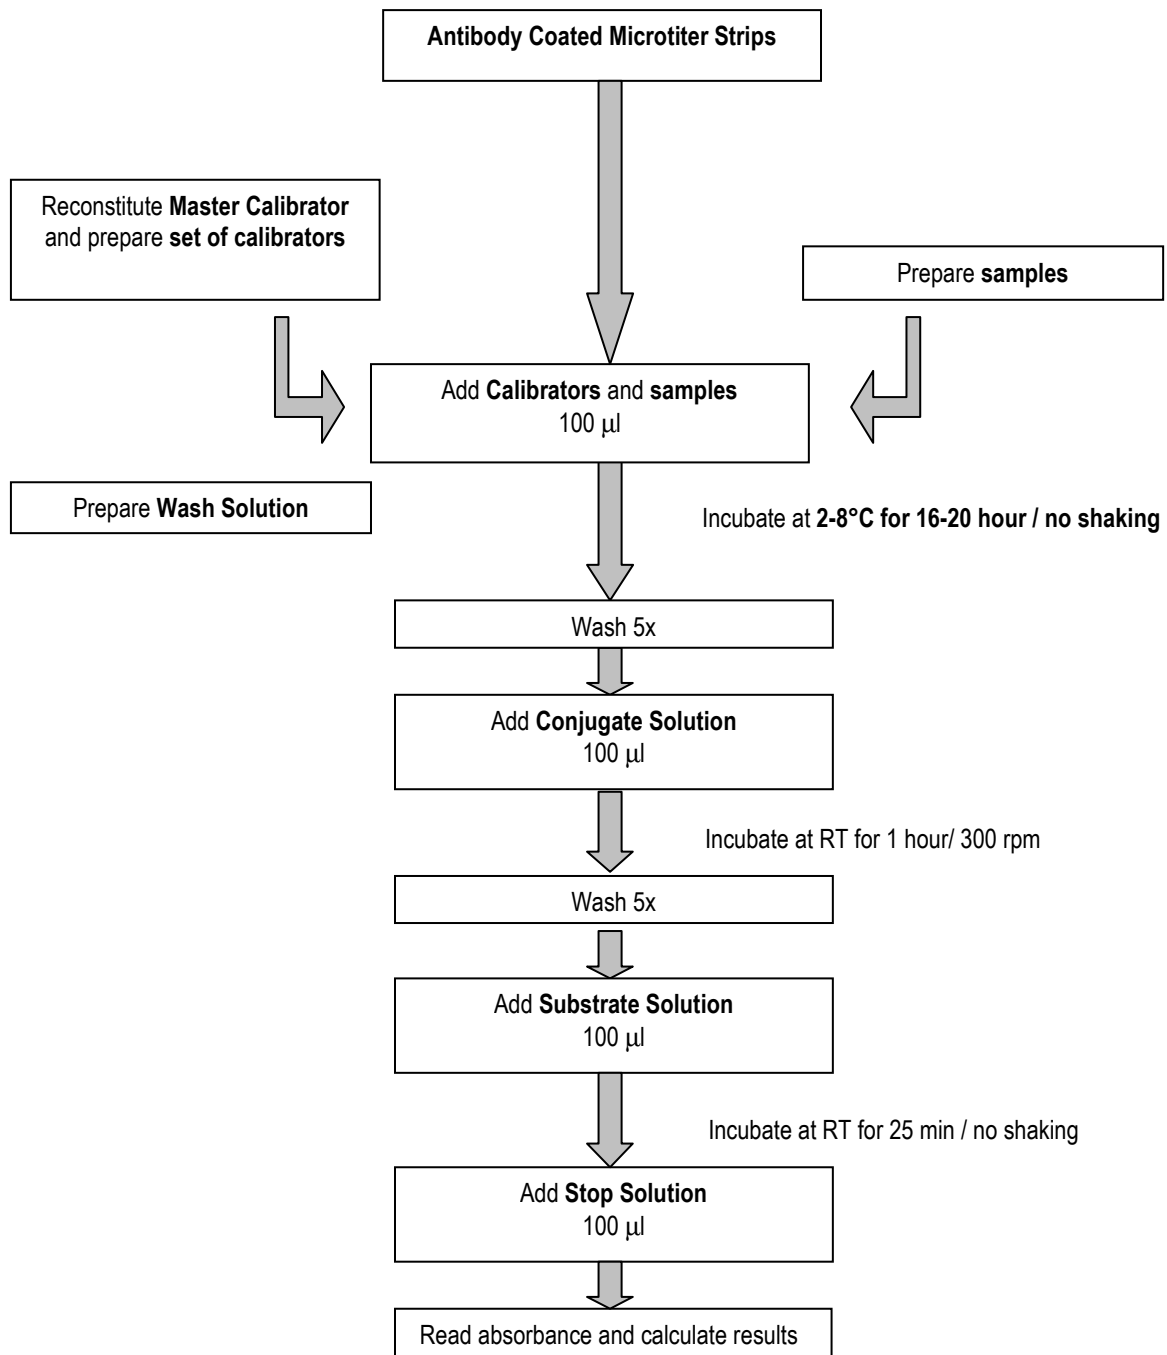 Antibody Coated Microtiter Strips
Reconstitute Master Calibrator
and prepare set of calibrators
Prepare samples
Add Calibrators and samples
100 µl
Prepare Wash Solution
Incubate at 2-8°C for 16-20 hour / no shaking
Wash 5x
Add Conjugate Solution
100 µl
Incubate at RT for 1 hour/ 300 rpm
Wash 5x
Add Substrate Solution
100 µl
Incubate at RT for 25 min / no shaking
Add Stop Solution
100 µl
Read absorbance and calculate results